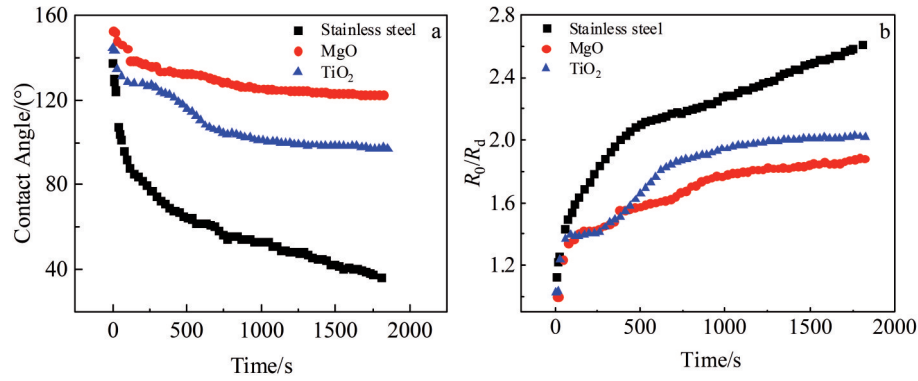 160
120
80
40
0
500
1000
1500
2000
Contact Angle/(°)
Time/s
Stainless steel
MgO
TiO₂
a
2.8
2.4
2.0
1.6
1.2
0
500
1000
1500
2000
R₀/R_d
Time/s
Stainless steel
MgO
TiO₂
b